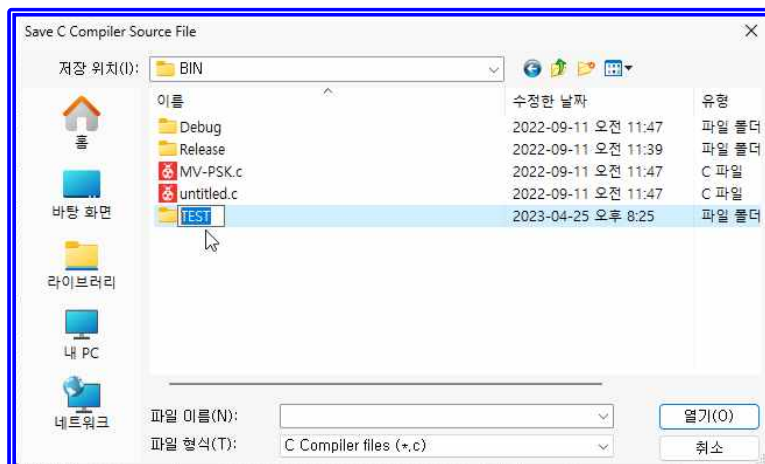 Save C Compiler Source File
저장 위치(I): BIN
이름 수정한 날짜 유형
Debug 2022-09-11 오전 11:47 파일 폴더
Release 2022-09-11 오전 11:39 파일 폴더
MV-PSK.c 2022-09-11 오전 11:47 C 파일
untitled.c 2022-09-11 오전 11:47 C 파일
TEST 2023-04-25 오후 8:25 파일 폴더
홈
바탕 화면
라이브러리
내 PC
네트워크
파일 이름(N): 열기(O)
파일 형식(T): C Compiler files (*.c) 취소